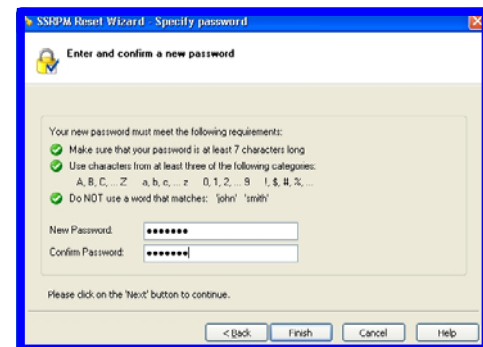 SSRPM Reset Wizard - Specify password
Enter and confirm a new password
Your new password must meet the following requirements:
Make sure that your password is at least 7 characters long
Use characters from at least three of the following categories:
A, B, C, ... Z    a, b, c, ... z    0, 1, 2, ... 9    !, $, #, %, ...
Do NOT use a word that matches: 'john' 'smith'
New Password:
Confirm Password:
Please click on the 'Next' button to continue.
< Back    Finish    Cancel    Help